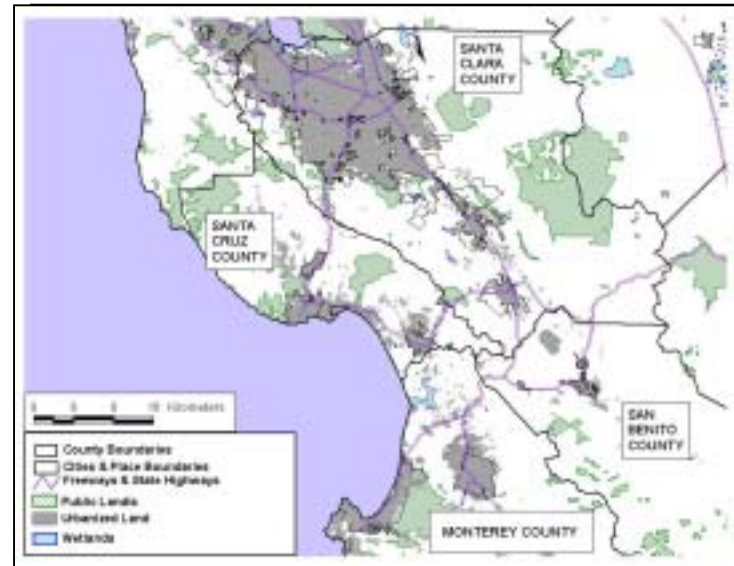 SANTA
CLARA
COUNTY
SANTA
CRUZ
COUNTY
SAN
BENITO
COUNTY
MONTEREY COUNTY
Kilometers
County Boundaries
Cities & Place Boundaries
Freeways & State Highways
Public Lands
Urbanized Land
Wetlands